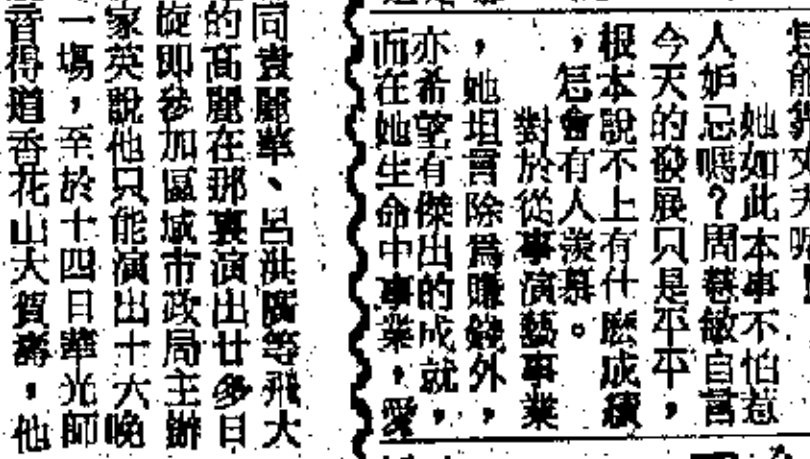 她如此本事不怕惹
人妒忌嗎？周慧敏自言
今天的發展只是平平，
根本說不上有什麼成績
，怎會有人羨慕。
對於從事演藝事業
，她坦言除爲賺錢外，
亦希望有傑出的成就，
而在她生命中事業，愛
同袁麗華、呂洪廣等飛大
的高麗在那裏演出廿多日
旋即參加區域市政局主辦
家英說他只能演出十六晚
一場，至於十四日華光師
音得道香花山大賀壽，他